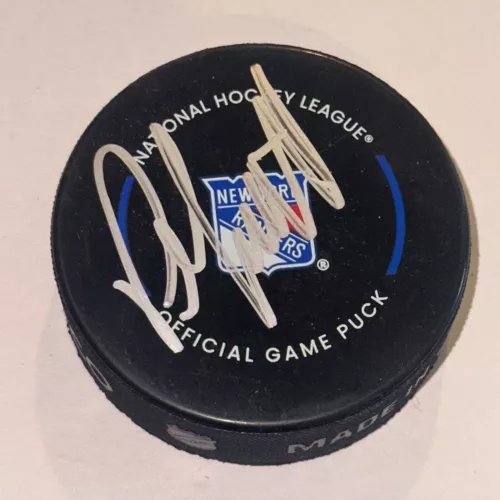 NATIONAL HOCKEY LEAGUE®
NEW YORK
RANGERS
®
OFFICIAL GAME PUCK
MADE IN